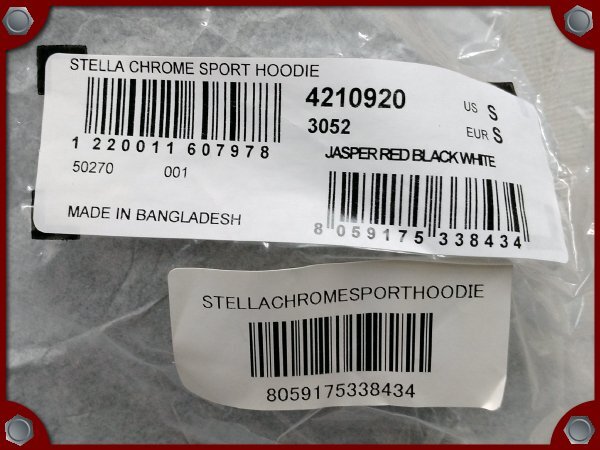 STELLA CHROME SPORT HOODIE
4210920
US S
3052
EUR S
1 220011 607978
JASPER RED BLACK WHITE
50270 001
MADE IN BANGLADESH
8 059175 338434
STELLACHROMESPORTHOODIE
8059175338434